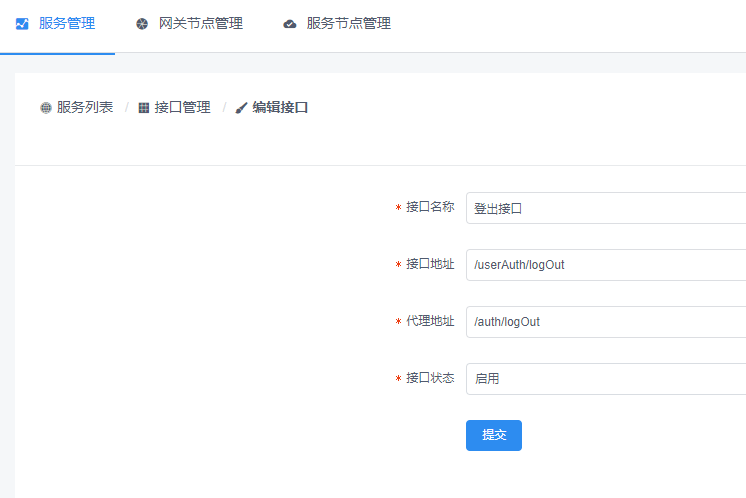 服务管理 网关节点管理 服务节点管理
服务列表 / 接口管理 / 编辑接口
* 接口名称 登出接口
* 接口地址 /userAuth/logOut
* 代理地址 /auth/logOut
* 接口状态 启用
提交